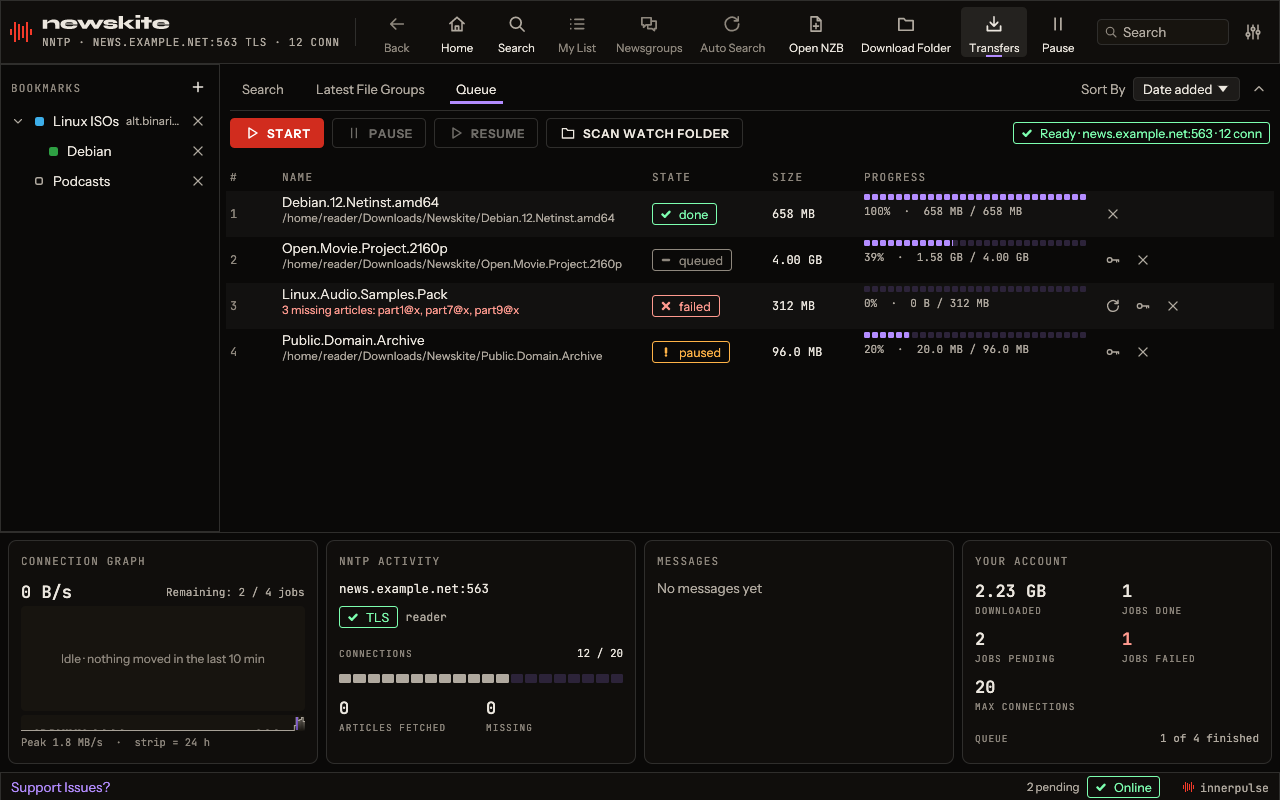 newskite
NNTP · NEWS.EXAMPLE.NET:563 TLS · 12 CONN
Back
Home
Search
My List
Newsgroups
Auto Search
Open NZB
Download Folder
Transfers
Pause
Search
BOOKMARKS
Linux ISOs alt.binari...
Debian
Podcasts
Search
Latest File Groups
Queue
Sort By
Date added
START
PAUSE
RESUME
SCAN WATCH FOLDER
Ready · news.example.net:563 · 12 conn
# NAME STATE SIZE PROGRESS
1 Debian.12.Netinst.amd64
/home/reader/Downloads/Newskite/Debian.12.Netinst.amd64
done
658 MB
100% · 658 MB / 658 MB
2 Open.Movie.Project.2160p
/home/reader/Downloads/Newskite/Open.Movie.Project.2160p
queued
4.00 GB
39% · 1.58 GB / 4.00 GB
3 Linux.Audio.Samples.Pack
3 missing articles: part1@x, part7@x, part9@x
failed
312 MB
0% · 0 B / 312 MB
4 Public.Domain.Archive
/home/reader/Downloads/Newskite/Public.Domain.Archive
paused
96.0 MB
20% · 20.0 MB / 96.0 MB
CONNECTION GRAPH
0 B/s
Remaining: 2 / 4 jobs
Idle · nothing moved in the last 10 min
Peak 1.8 MB/s · strip = 24 h
NNTP ACTIVITY
news.example.net:563
TLS
reader
CONNECTIONS
12 / 20
0
ARTICLES FETCHED
0
MISSING
MESSAGES
No messages yet
YOUR ACCOUNT
2.23 GB
DOWNLOADED
1
JOBS DONE
2
JOBS PENDING
1
JOBS FAILED
20
MAX CONNECTIONS
QUEUE
1 of 4 finished
Support Issues?
2 pending
Online
innerpulse